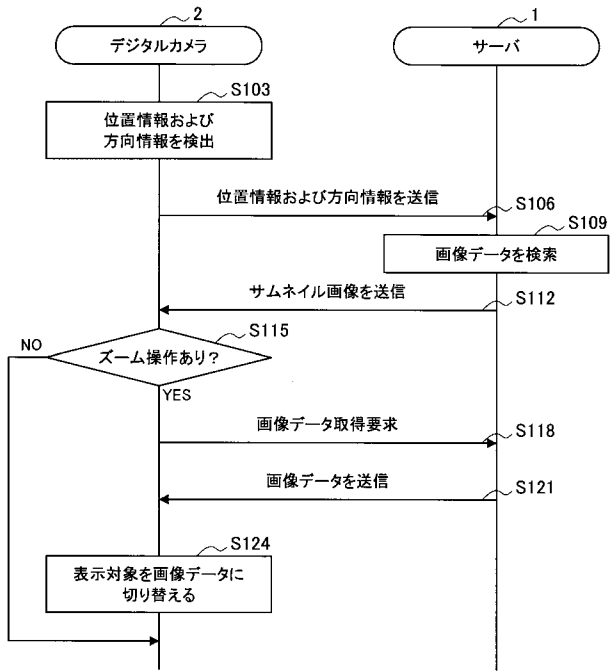 2
1
デジタルカメラ
サーバ
S103
位置情報および
方向情報を検出
位置情報および方向情報を送信
S106
S109
画像データを検索
サムネイル画像を送信
S112
S115
NO
ズーム操作あり？
YES
画像データ取得要求
S118
画像データを送信
S121
S124
表示対象を画像データに
切り替える